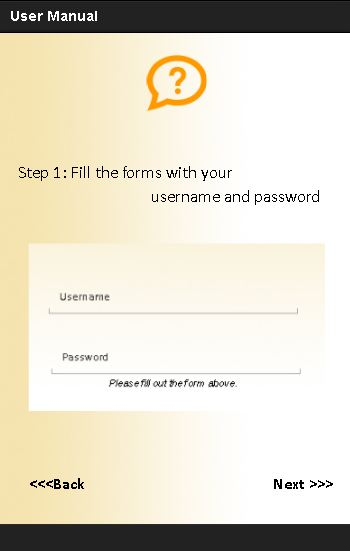 User Manual
?
Step 1: Fill the forms with your
username and password
Username
Password
Please fill out the form above.
<<<Back
Next >>>